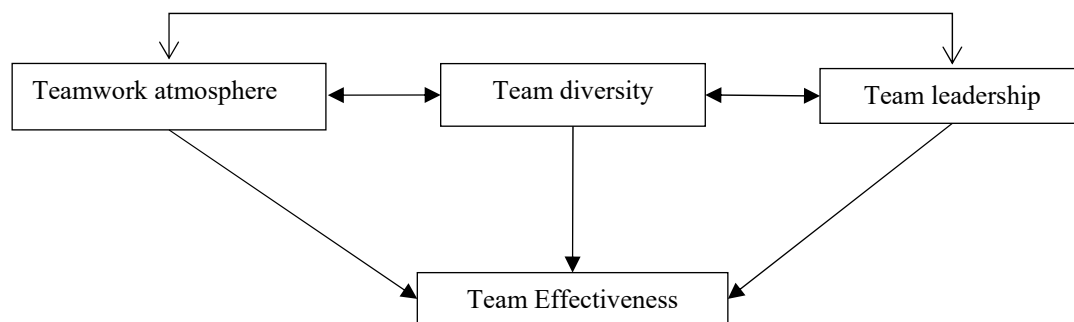 Teamwork atmosphere
Team diversity
Team leadership
Team Effectiveness